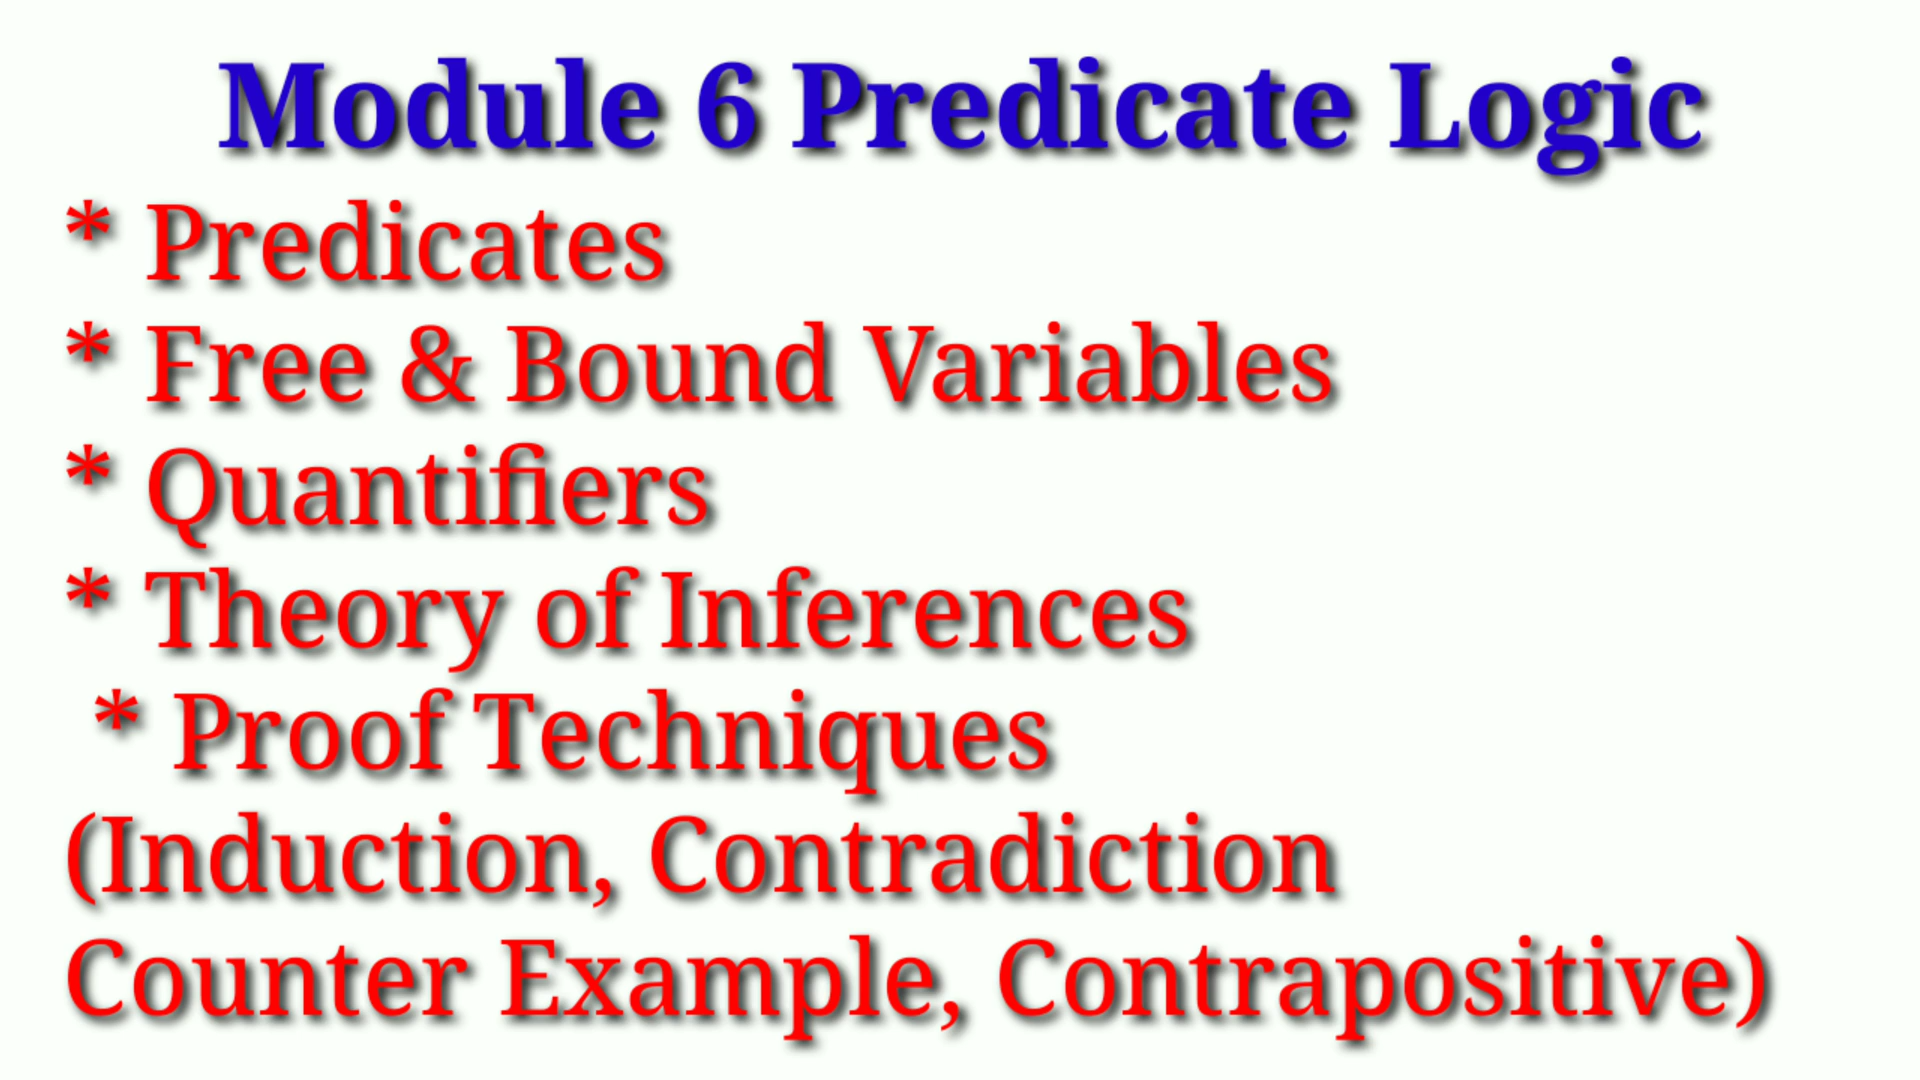 Module 6 Predicate Logic
* Predicates
* Free & Bound Variables
* Quantifiers
* Theory of Inferences
* Proof Techniques
(Induction, Contradiction
Counter Example, Contrapositive)